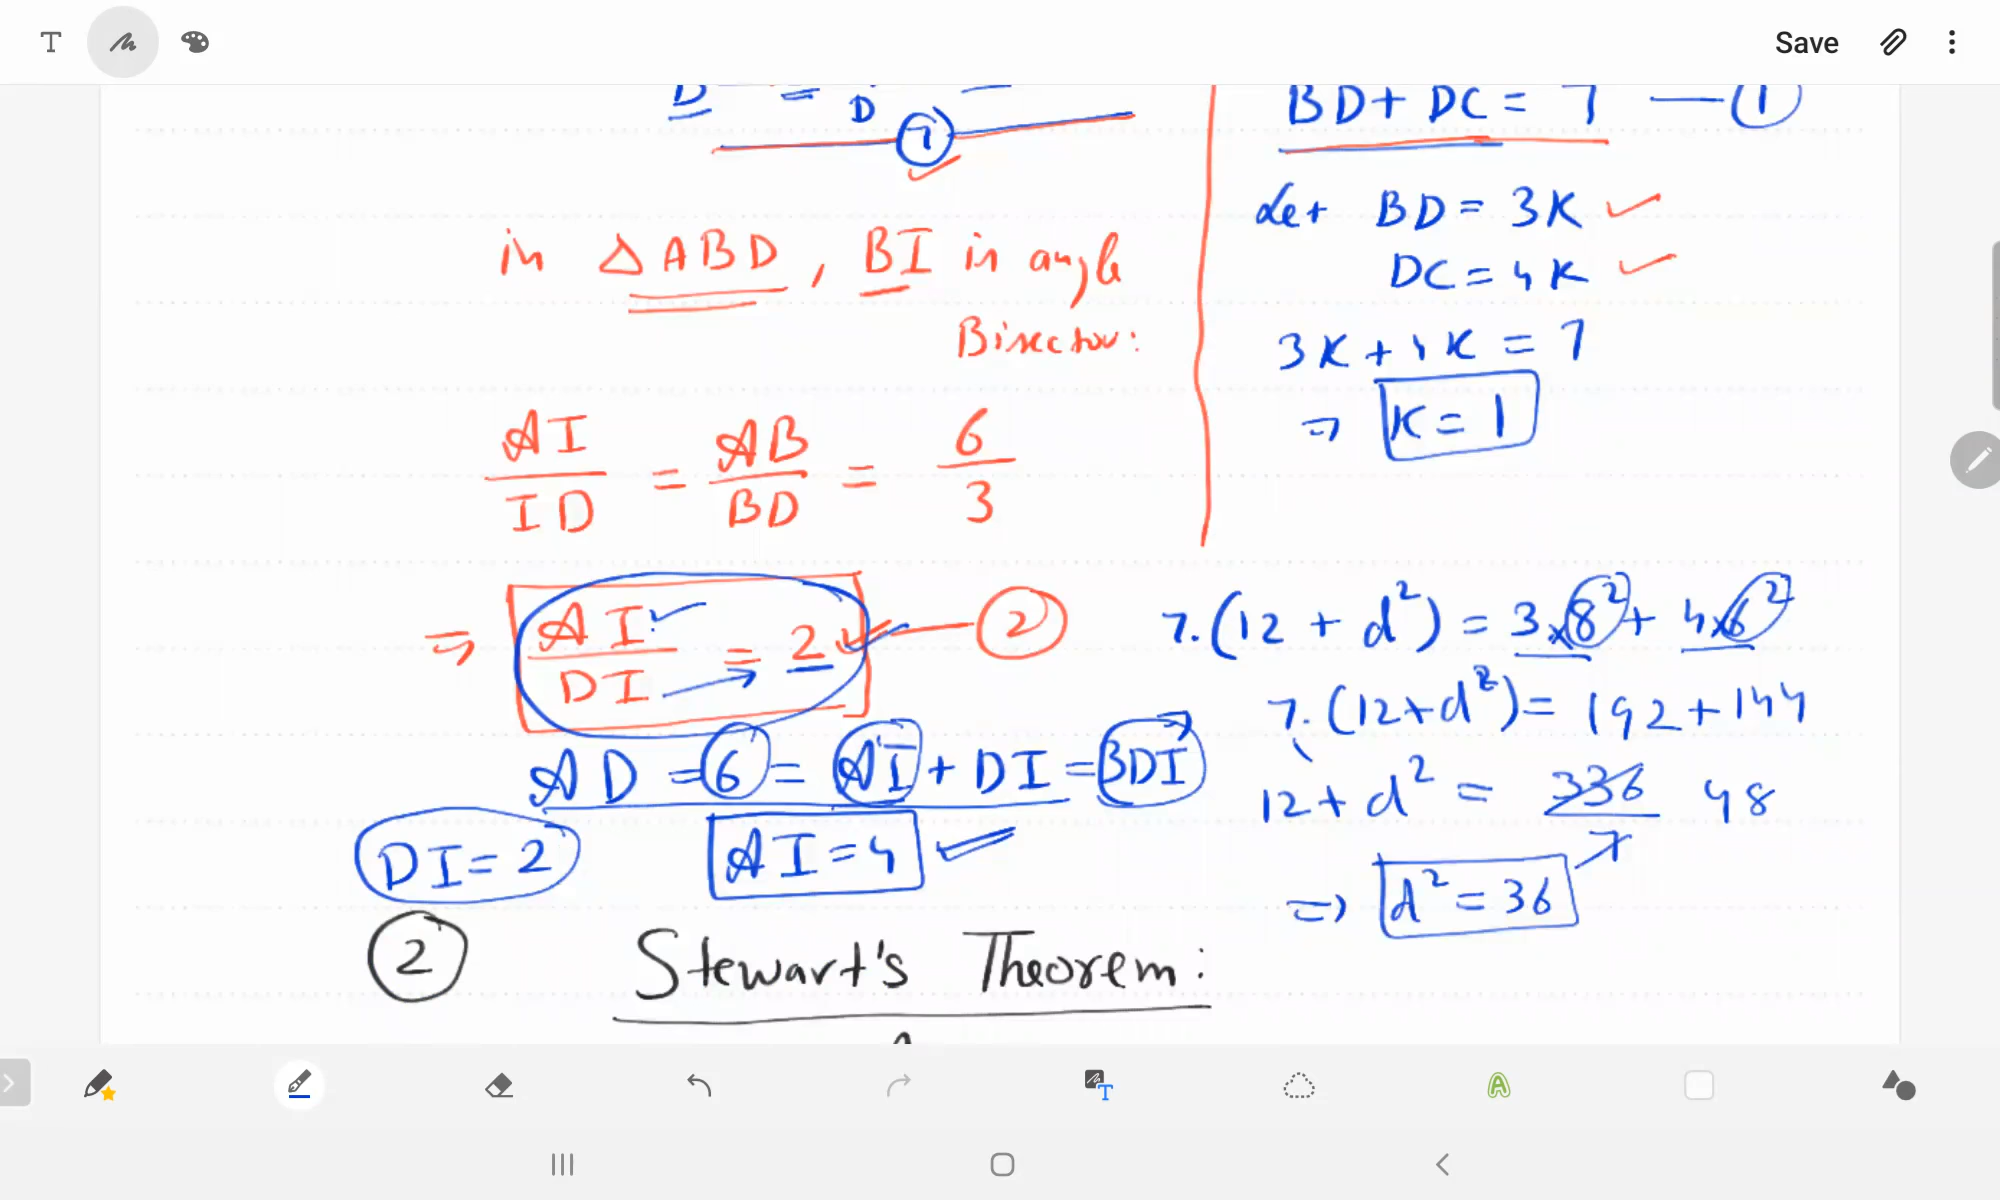 Save
D = D
7
in △ABD, BI in angle
Bisector:
AI/ID = AB/BD = 6/3
⇒ AI/DI = 2 — 2
AD = 6 = AI + DI = 3DI
DI = 2 AI = 4
BD + DC = 7 — 1
Let BD = 3K
DC = 4K
3K + 4K = 7
⇒ K = 1
7.(12 + d²) = 3×8² + 4×6²
7.(12+d²) = 192 + 144
12 + d² = 336/7 48
⇒ d² = 36
2 Stewart's Theorem: